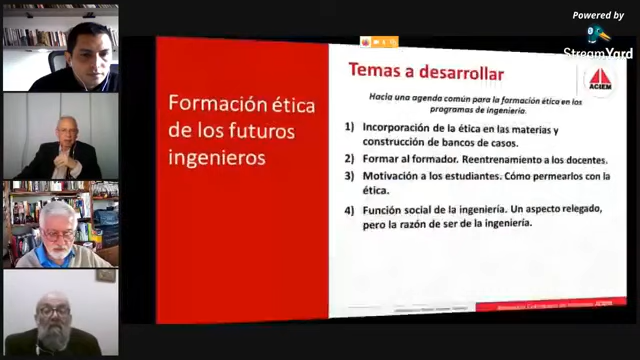 Powered by
StreamYard
Formación ética
de los futuros
ingenieros
Temas a desarrollar
ACIEM
Hacia una agenda común para la formación ética en los
programas de ingeniería.
1) Incorporación de la ética en las materias y
construcción de bancos de casos.
2) Formar al formador. Reentrenamiento a los docentes.
3) Motivación a los estudiantes. Cómo permearlos con la
ética.
4) Función social de la ingeniería. Un aspecto relegado,
pero la razón de ser de la ingeniería.